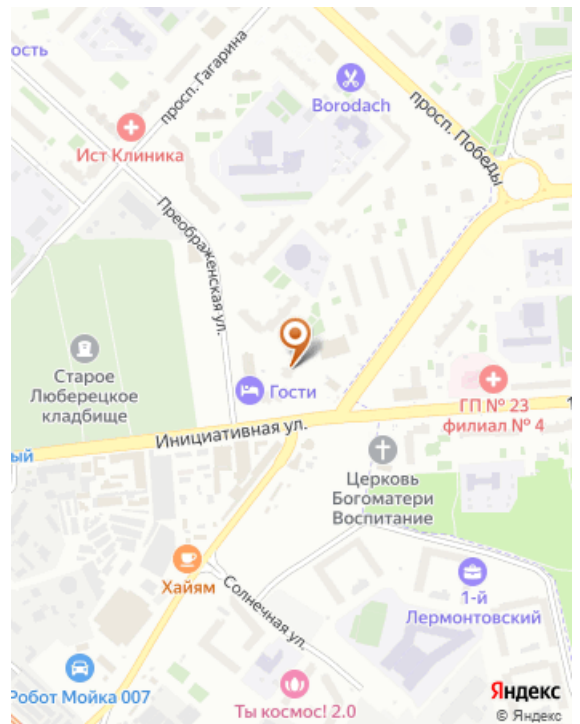 ость
просп. Гагарина
Borodach
просп. Победы
Ист Клиника
Преображенская ул.
Старое
Люберецкое
кладбище
Гости
ГП № 23
филиал № 4
1
Инициативная ул.
ый
Церковь
Богоматери
Воспитание
Хайям
Солнечная ул.
1-й
Лермонтовский
Робот Мойка 007
Ты космос! 2.0
Яндекс
© Яндекс